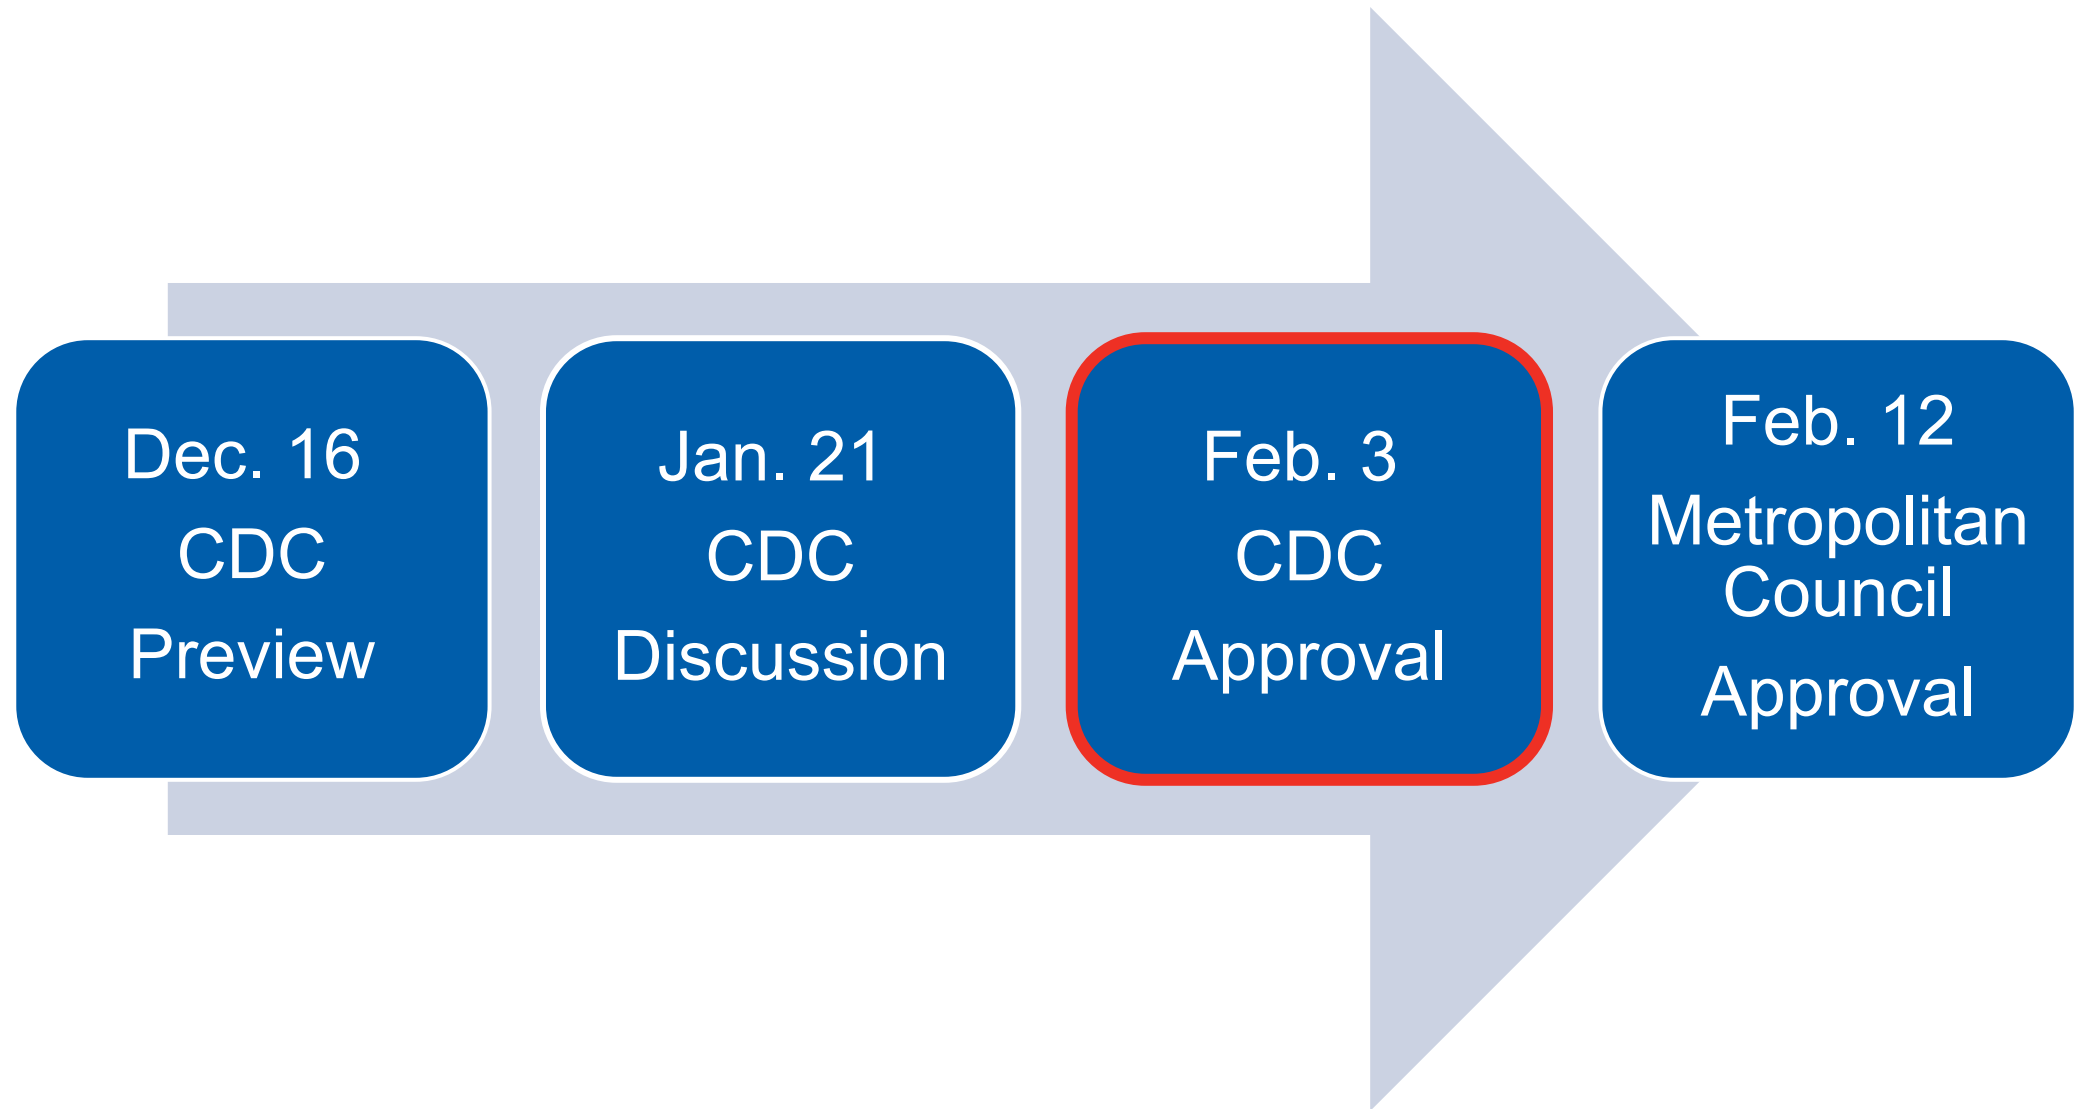 Dec. 16
CDC
Preview
Jan. 21
CDC
Discussion
Feb. 3
CDC
Approval
Feb. 12
Metropolitan
Council
Approval